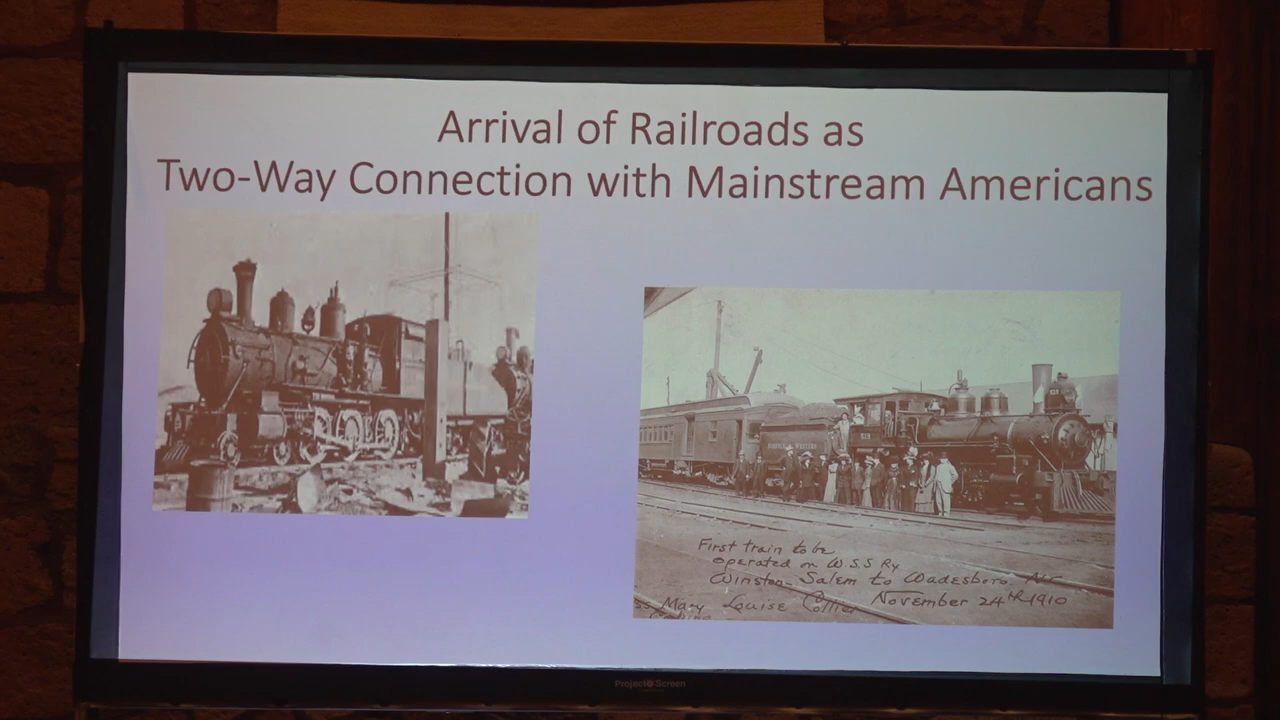 Arrival of Railroads as
Two-Way Connection with Mainstream Americans
First train to be
operated on W.S.S Ry
Winston-Salem to Wadesboro. N.C
November 24th 1910
ss Mary Louise Collier
Project Screen